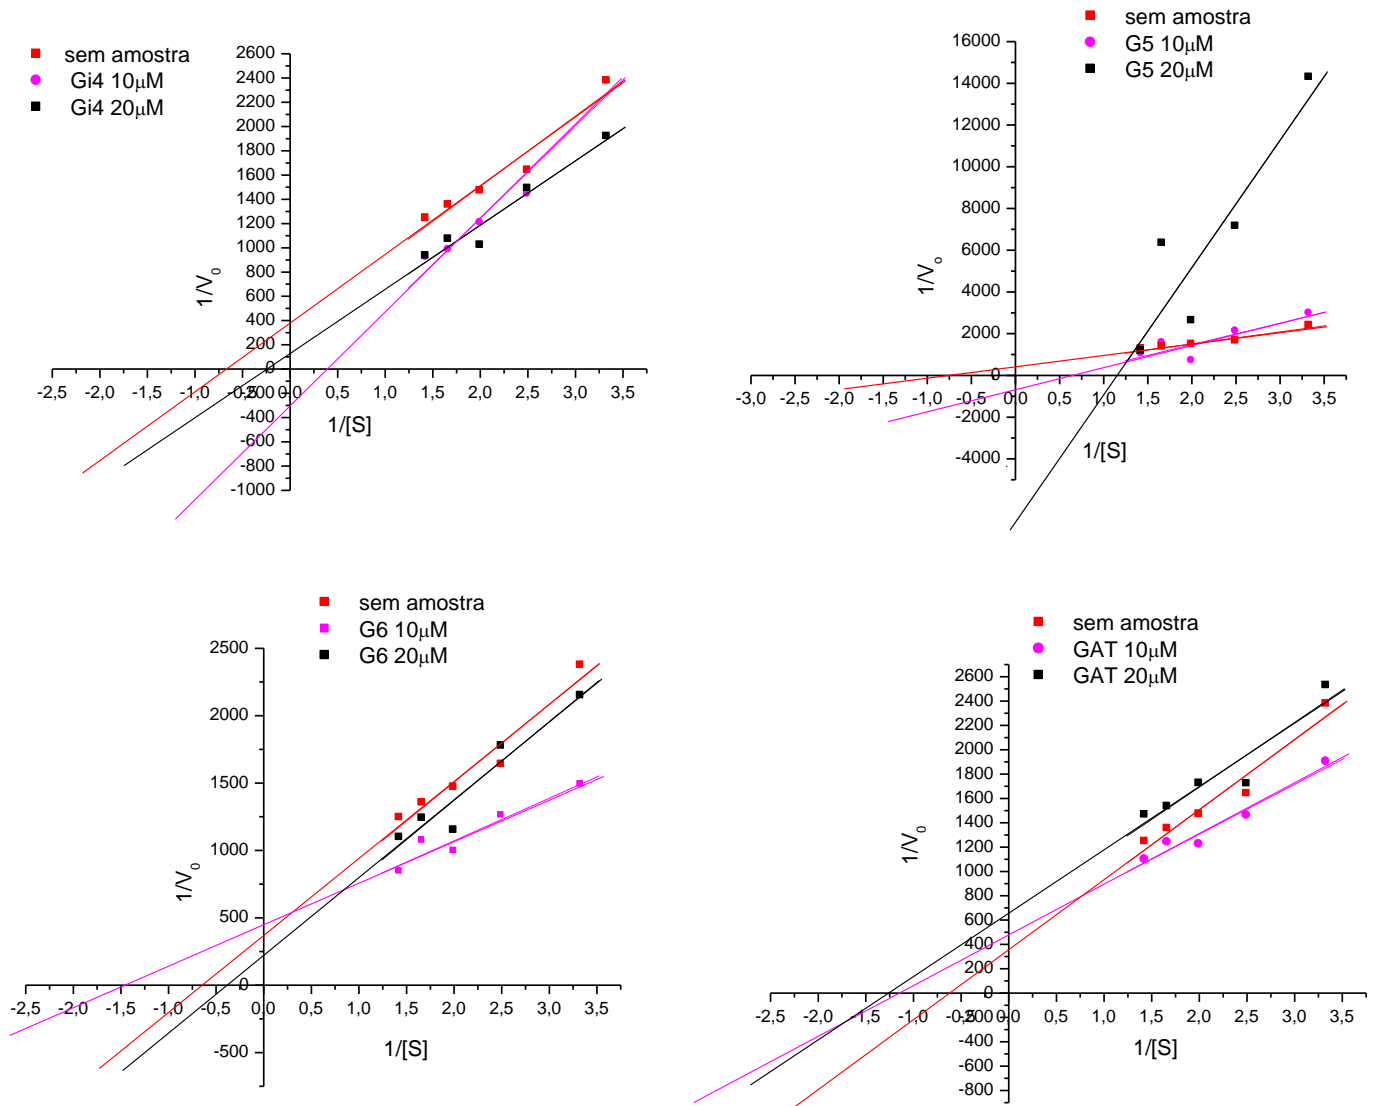 sem amostra
Gi4 10μM
Gi4 20μM
2600
2400
2200
2000
1800
1600
1400
1200
1000
800
600
400
200
0
-200
-400
-600
-800
-1000
-2,5 -2,0 -1,5 -1,0 -0,5 0,0 0,5 1,0 1,5 2,0 2,5 3,0 3,5
1/V0
1/[S]
sem amostra
G5 10μM
G5 20μM
16000
14000
12000
10000
8000
6000
4000
2000
0
-2000
-4000
-3,0 -2,5 -2,0 -1,5 -1,0 -0,5 0,0 0,5 1,0 1,5 2,0 2,5 3,0 3,5
1/Vo
1/[S]
sem amostra
G6 10μM
G6 20μM
2500
2000
1500
1000
500
0
-500
-2,5 -2,0 -1,5 -1,0 -0,5 0,0 0,5 1,0 1,5 2,0 2,5 3,0 3,5
1/V0
1/[S]
sem amostra
GAT 10μM
GAT 20μM
2600
2400
2200
2000
1800
1600
1400
1200
1000
800
600
400
200
0
-200
-400
-600
-800
-2,5 -2,0 -1,5 -1,0 -0,5 0,0 0,5 1,0 1,5 2,0 2,5 3,0 3,5
1/V0
1/[S]